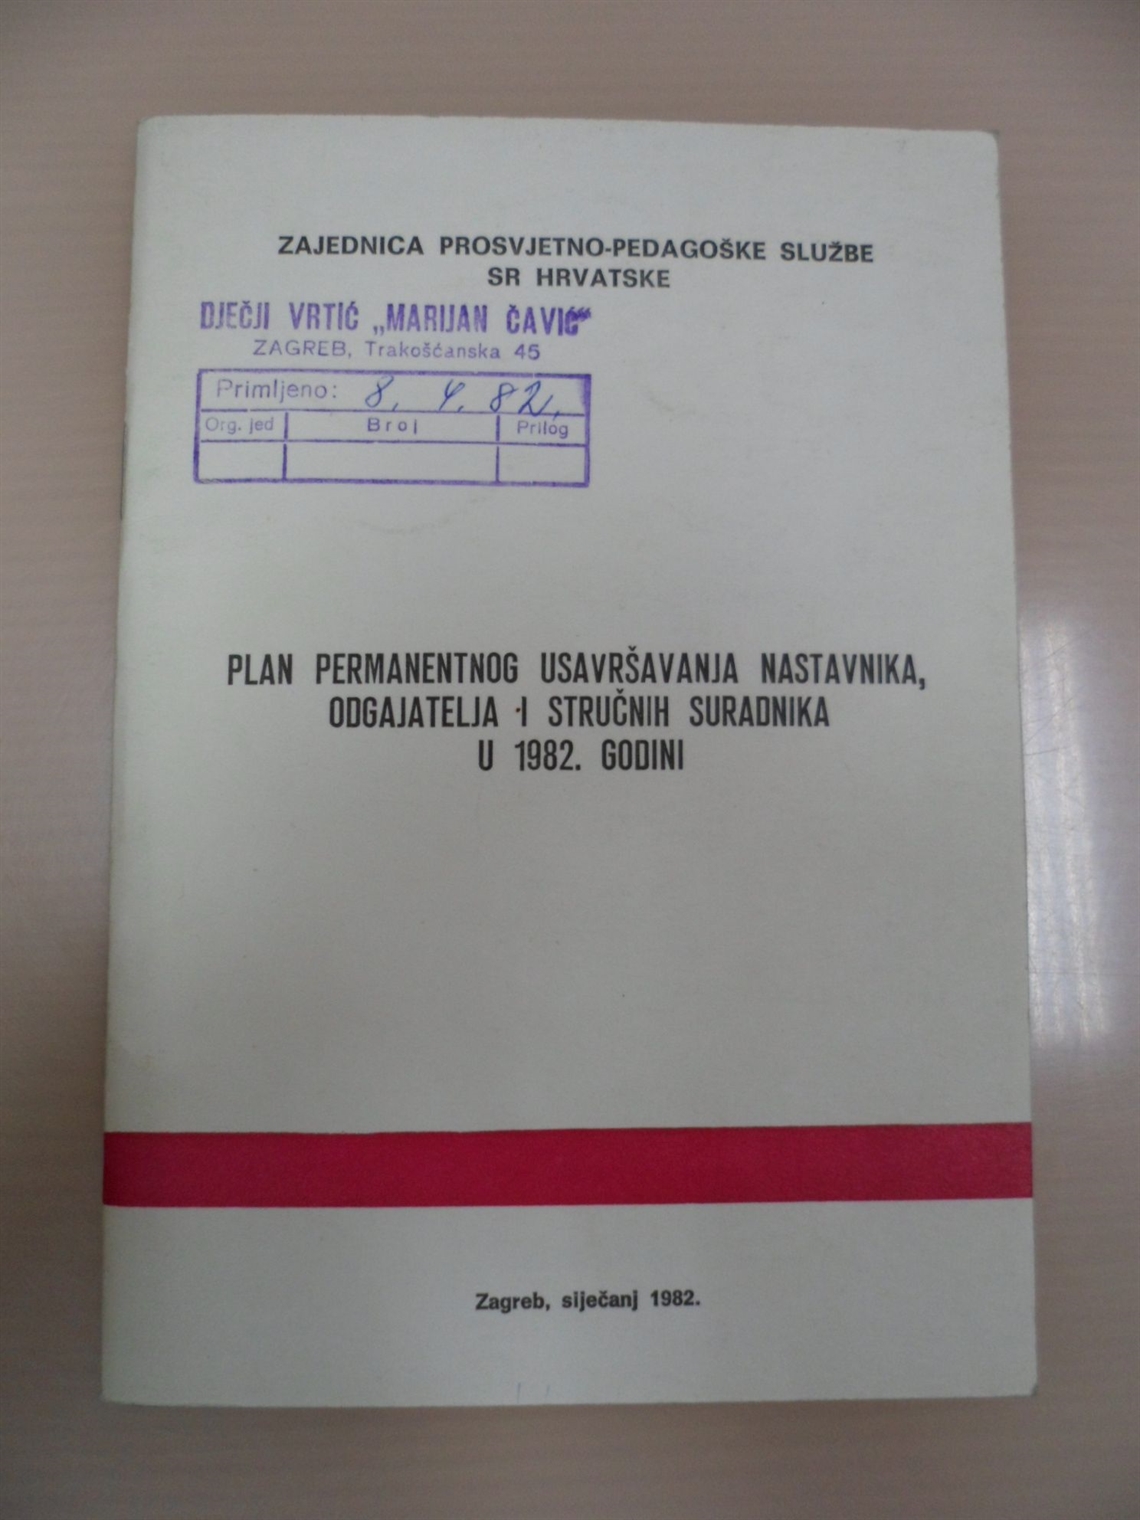 ZAJEDNICA PROSVJETNO-PEDAGOŠKE SLUŽBE
SR HRVATSKE
DJEČJI VRTIĆ „MARIJAN ČAVIĆ“
ZAGREB, Trakošćanska 45
Primljeno: 8. 4. 82.
Org. jed Broj Prilog
PLAN PERMANENTNOG USAVRŠAVANJA NASTAVNIKA,
ODGAJATELJA I STRUČNIH SURADNIKA
U 1982. GODINI
Zagreb, siječanj 1982.